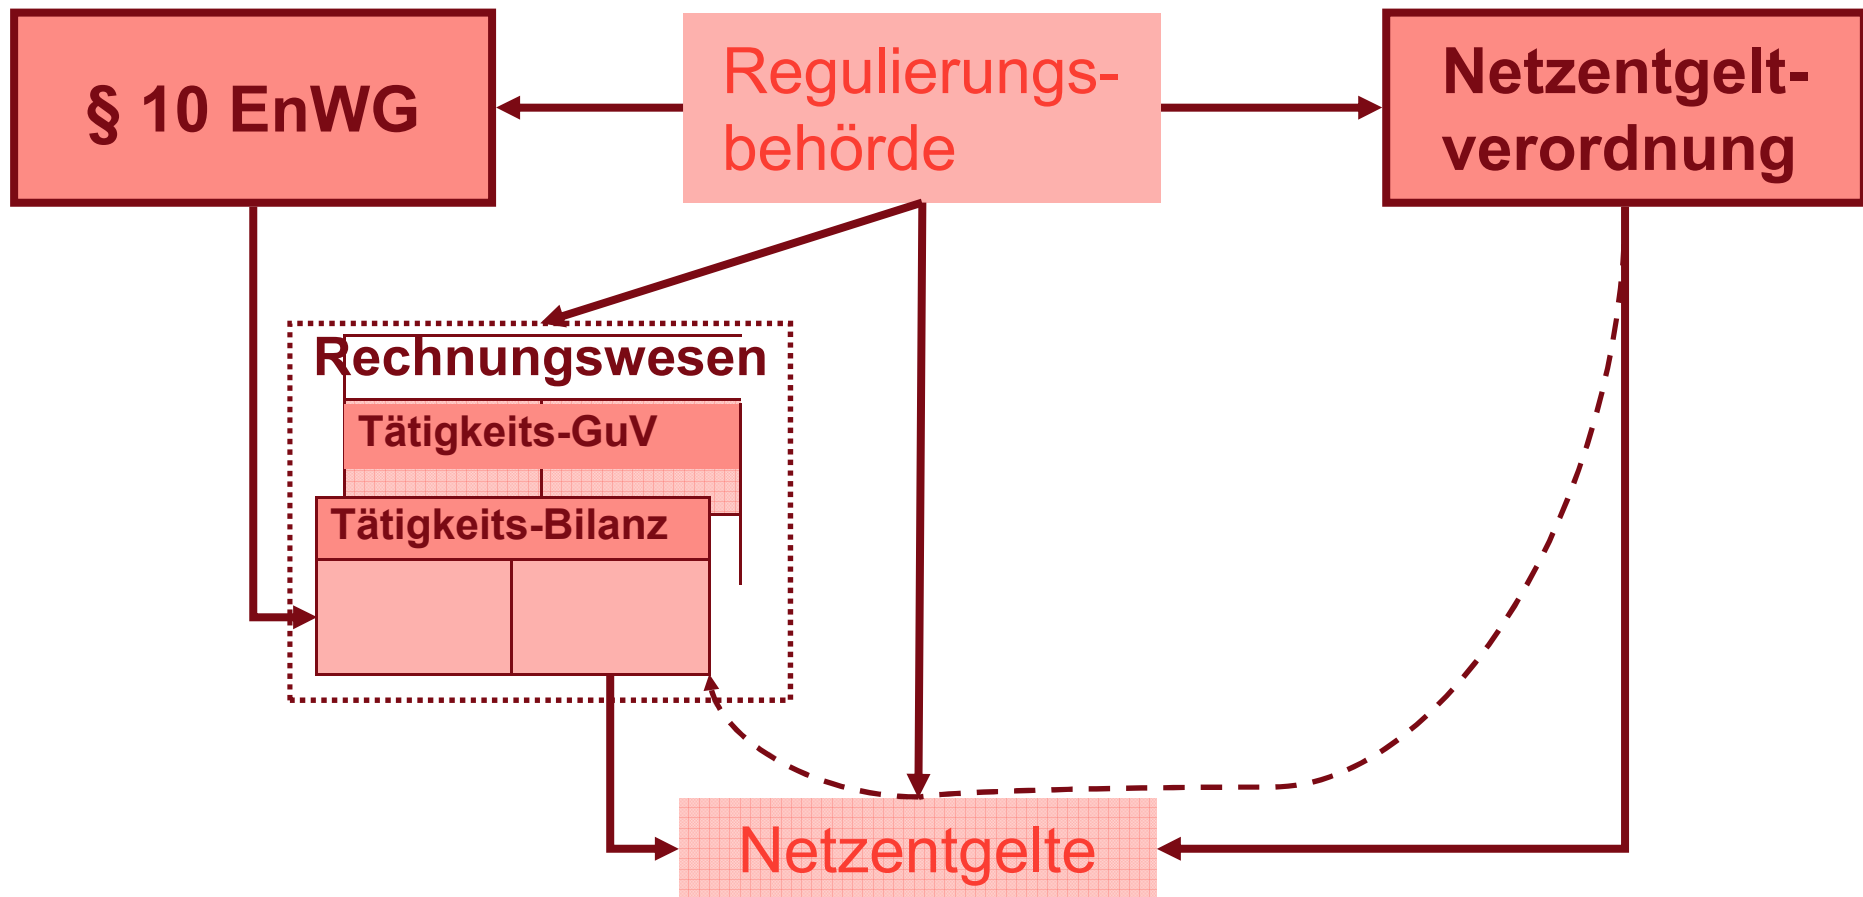 § 10 EnWG
Regulierungs-
behörde
Netzentgelt-
verordnung
Rechnungswesen
Tätigkeits-GuV
Tätigkeits-Bilanz
Netzentgelte